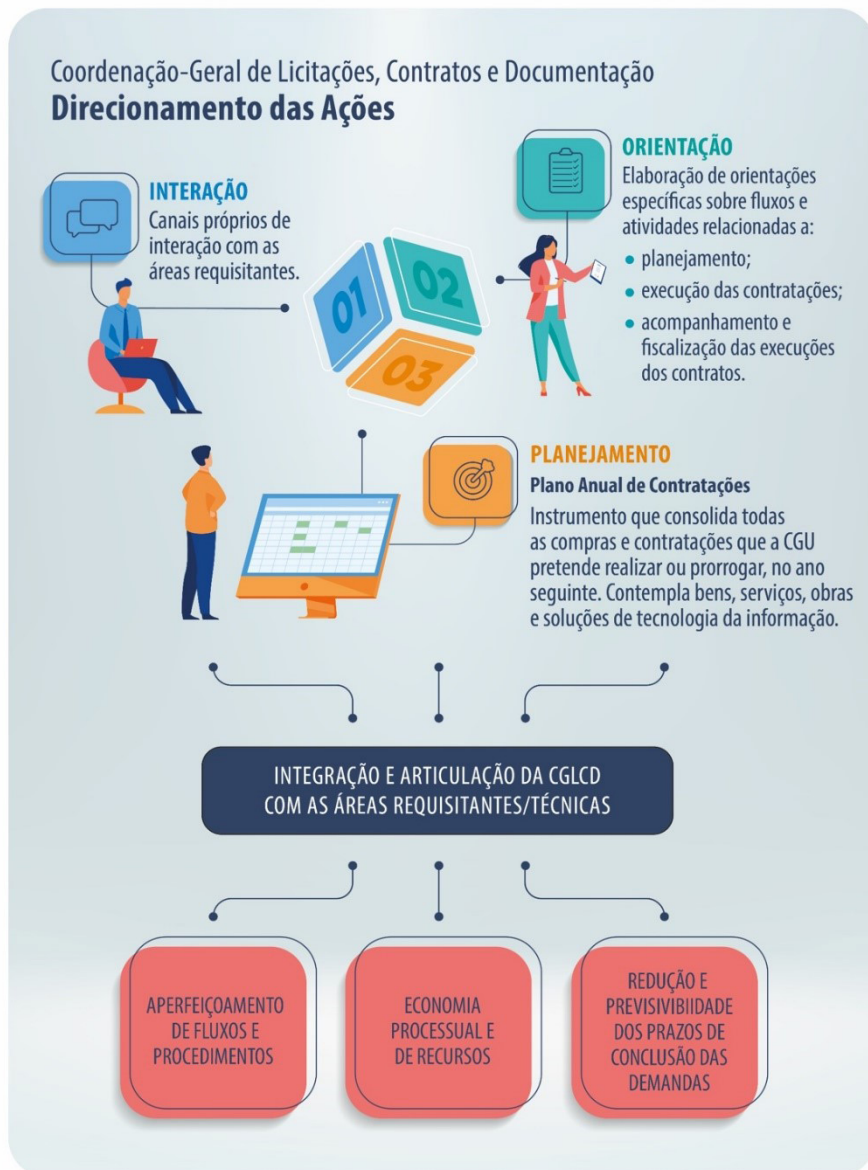 Coordenação-Geral de Licitações, Contratos e Documentação
Direcionamento das Ações
INTERAÇÃO
Canais próprios de
interação com as
áreas requisitantes.
01
02
03
ORIENTAÇÃO
Elaboração de orientações
específicas sobre fluxos e
atividades relacionadas a:
• planejamento;
• execução das contratações;
• acompanhamento e
fiscalização das execuções
dos contratos.
PLANEJAMENTO
Plano Anual de Contratações
Instrumento que consolida todas
as compras e contratações que a CGU
pretende realizar ou prorrogar, no ano
seguinte. Contempla bens, serviços, obras
e soluções de tecnologia da informação.
INTEGRAÇÃO E ARTICULAÇÃO DA CGLCD
COM AS ÁREAS REQUISITANTES/TÉCNICAS
APERFEIÇOAMENTO
DE FLUXOS E
PROCEDIMENTOS
ECONOMIA
PROCESSUAL E
DE RECURSOS
REDUÇÃO E
PREVISIVIBIIDADE
DOS PRAZOS DE
CONCLUSÃO DAS
DEMANDAS